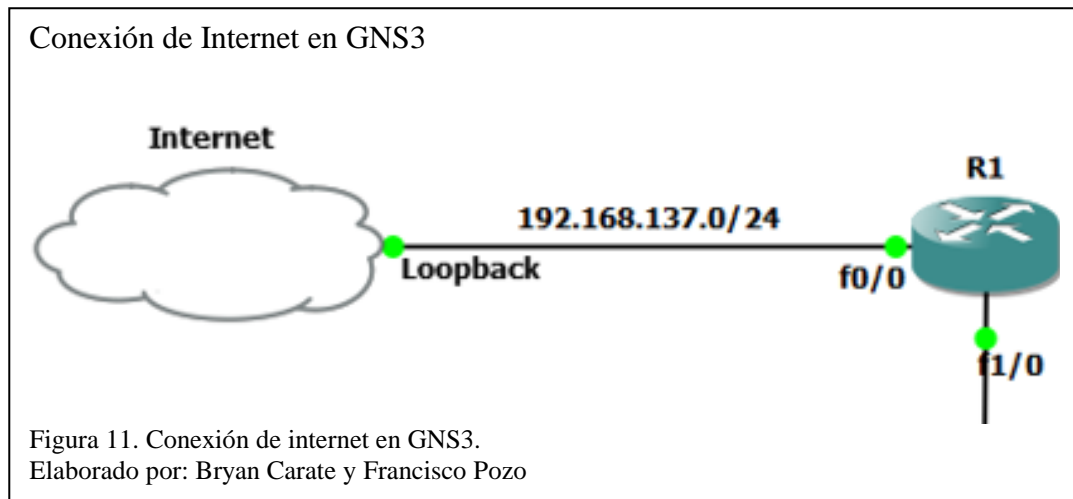 Conexión de Internet en GNS3
Internet
R1
192.168.137.0/24
Loopback
f0/0
f1/0
Figura 11. Conexión de internet en GNS3.
Elaborado por: Bryan Carate y Francisco Pozo